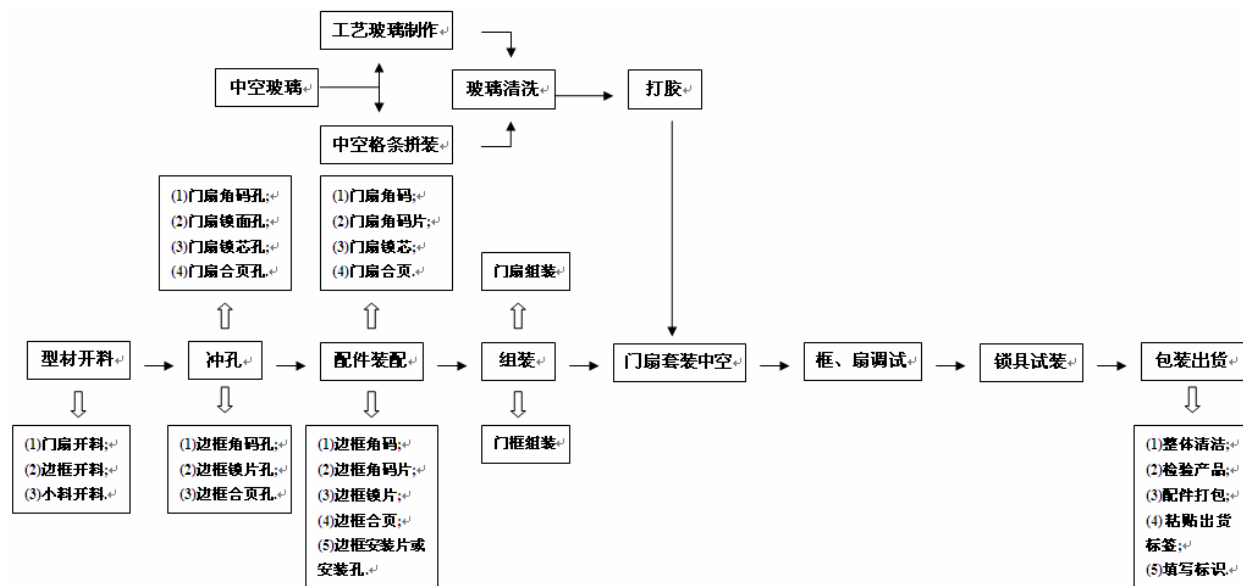 工艺玻璃制作
中空玻璃
玻璃清洗
打胶
中空格条拼装
(1)门扇角码孔;
(2)门扇镜面孔;
(3)门扇镜芯孔;
(4)门扇合页孔.
(1)门扇角码;
(2)门扇角码片;
(3)门扇镜芯;
(4)门扇合页.
门扇组装
型材开料
冲孔
配件装配
组装
门扇套装中空
框、扇调试
锁具试装
包装出货
(1)门扇开料;
(2)边框开料;
(3)小料开料.
(1)边框角码孔;
(2)边框镜片孔;
(3)边框合页孔.
(1)边框角码;
(2)边框角码片;
(3)边框镜片;
(4)边框合页;
(5)边框安装片或
安装孔.
门框组装
(1)整体清洁;
(2)检验产品;
(3)配件打包;
(4)粘贴出货
标签;
(5)填写标识.